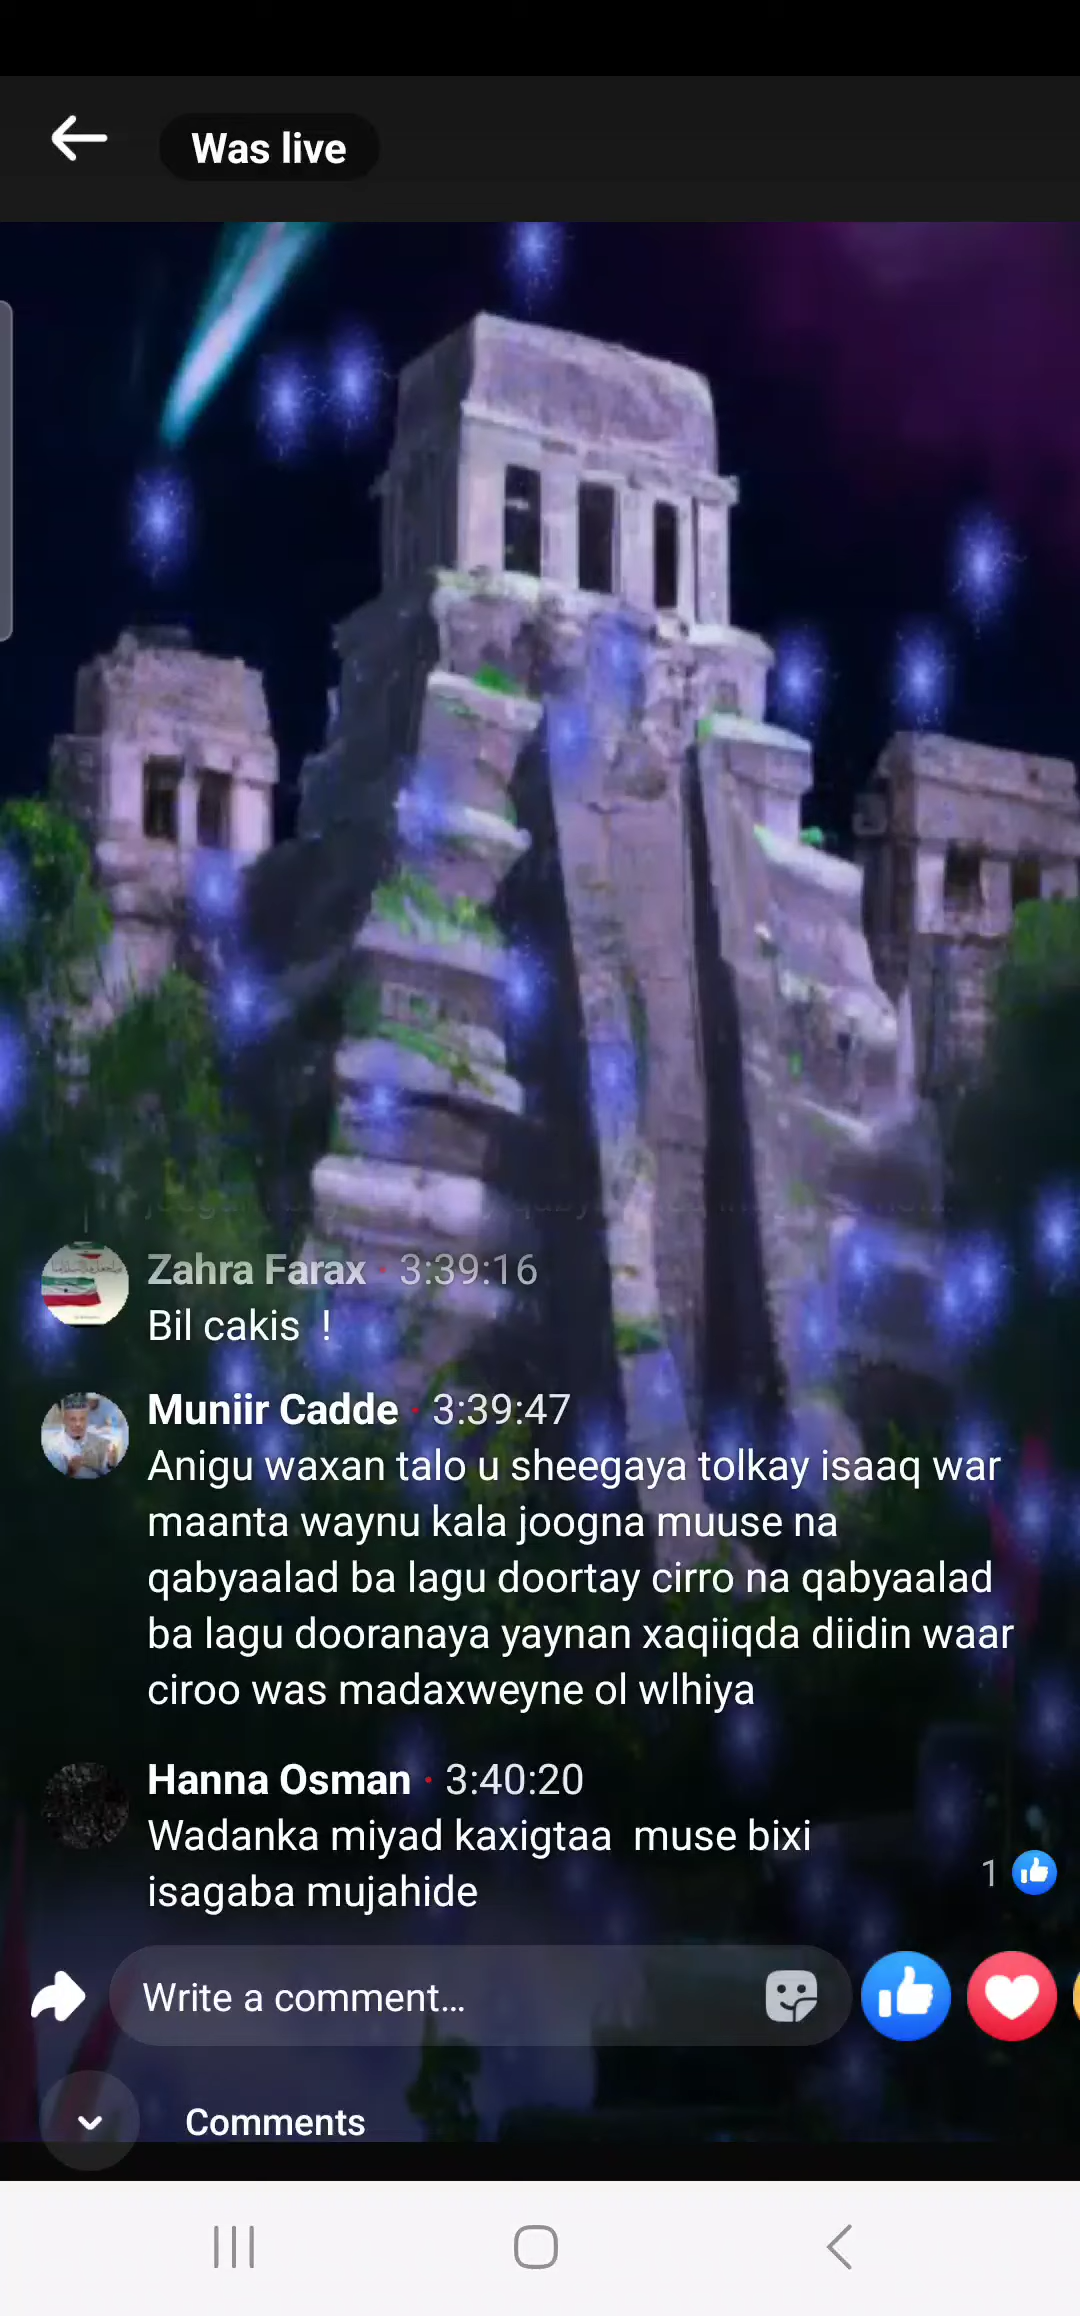 Was live
Zahra Farax · 3:39:16
Bil cakis !
Muniir Cadde · 3:39:47
Anigu waxan talo u sheegaya tolkay isaaq war
maanta waynu kala joogna muuse na
qabyaalad ba lagu doortay cirro na qabyaalad
ba lagu dooranaya yaynan xaqiiqda diidin waar
ciroo was madaxweyne ol wlhiya
Hanna Osman · 3:40:20
Wadanka miyad kaxigtaa muse bixi
isagaba mujahide
1
Write a comment...
Comments